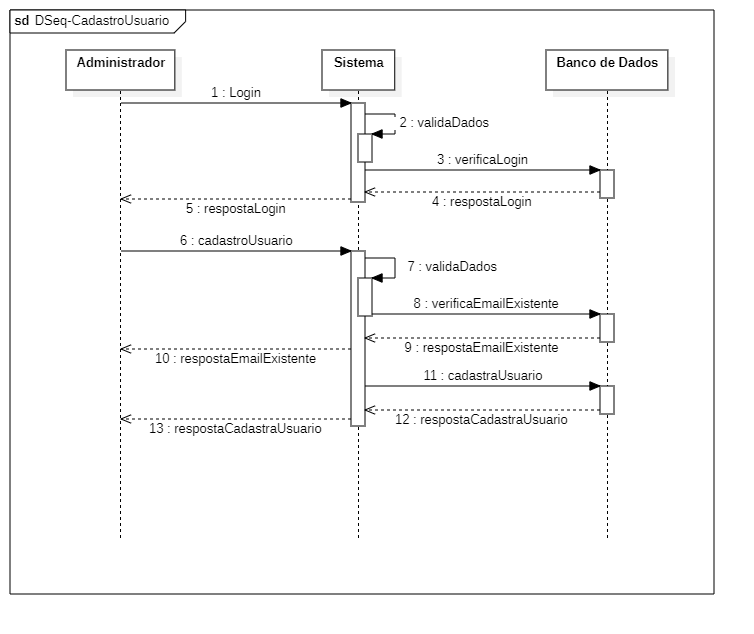 sd DSeq-CadastroUsuario
Administrador
Sistema
Banco de Dados
1 : Login
2 : validaDados
3 : verificaLogin
4 : respostaLogin
5 : respostaLogin
6 : cadastroUsuario
7 : validaDados
8 : verificaEmailExistente
9 : respostaEmailExistente
10 : respostaEmailExistente
11 : cadastraUsuario
12 : respostaCadastraUsuario
13 : respostaCadastraUsuario